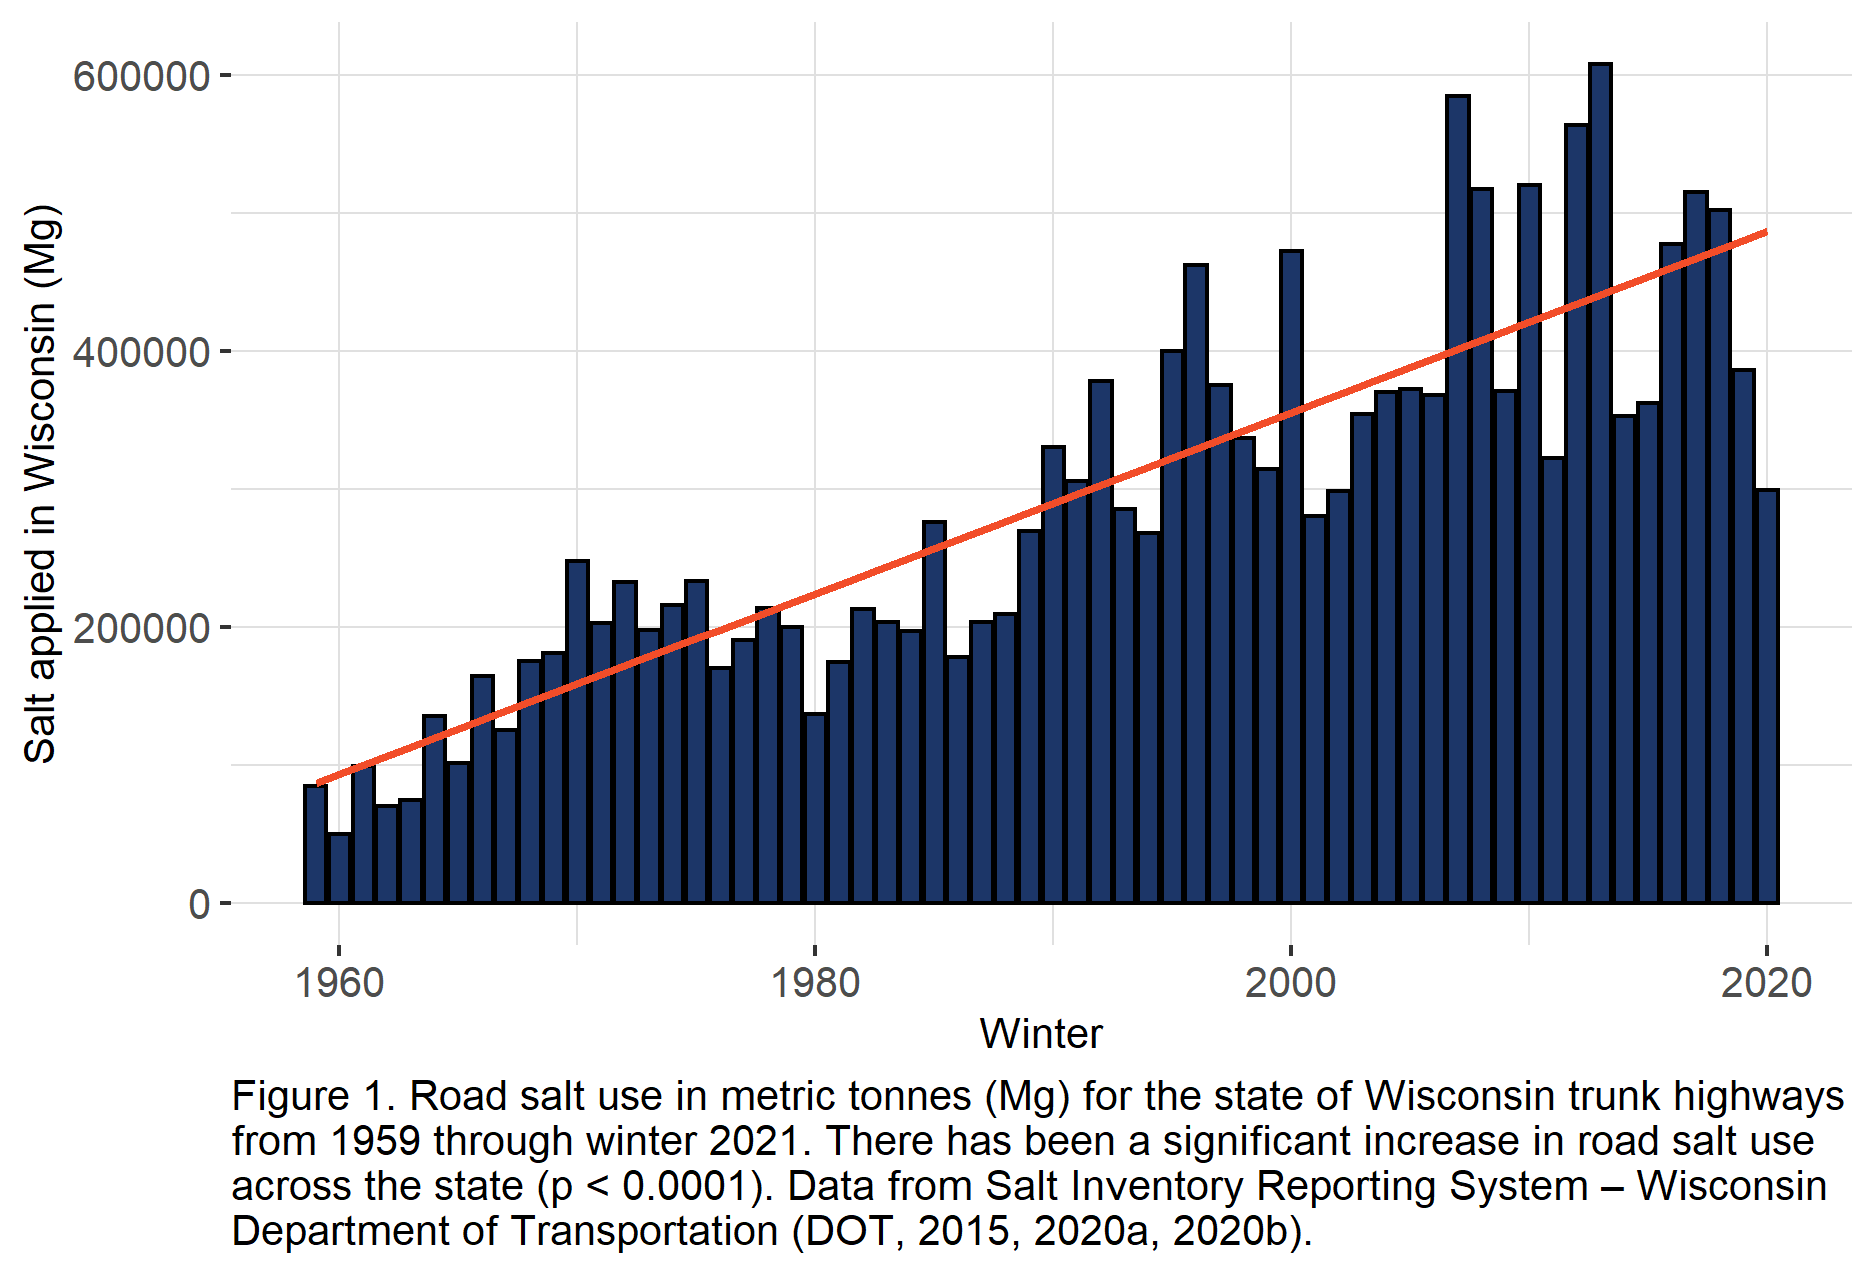 600000
400000
200000
0
Salt applied in Wisconsin (Mg)
1960 1980 2000 2020
Winter
Figure 1. Road salt use in metric tonnes (Mg) for the state of Wisconsin trunk highways
from 1959 through winter 2021. There has been a significant increase in road salt use
across the state (p < 0.0001). Data from Salt Inventory Reporting System – Wisconsin
Department of Transportation (DOT, 2015, 2020a, 2020b).